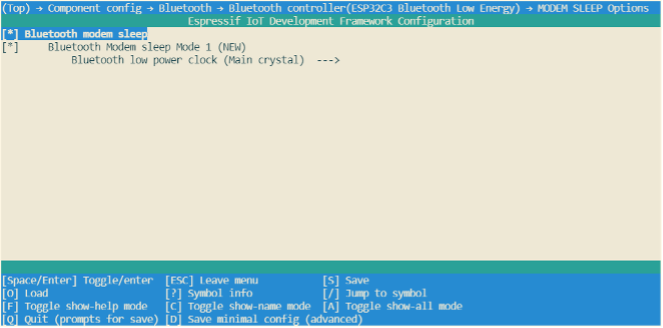 (Top) → Component config → Bluetooth → Bluetooth controller(ESP32C3 Bluetooth Low Energy) → MODEM SLEEP Options
Espressif IoT Development Framework Configuration
[*] Bluetooth modem sleep
[*] Bluetooth Modem sleep Mode 1 (NEW)
Bluetooth low power clock (Main crystal) --->
[Space/Enter] Toggle/enter [ESC] Leave menu [S] Save
[O] Load [?] Symbol info [/] Jump to symbol
[F] Toggle show-help mode [C] Toggle show-name mode [A] Toggle show-all mode
[Q] Quit (prompts for save) [D] Save minimal config (advanced)